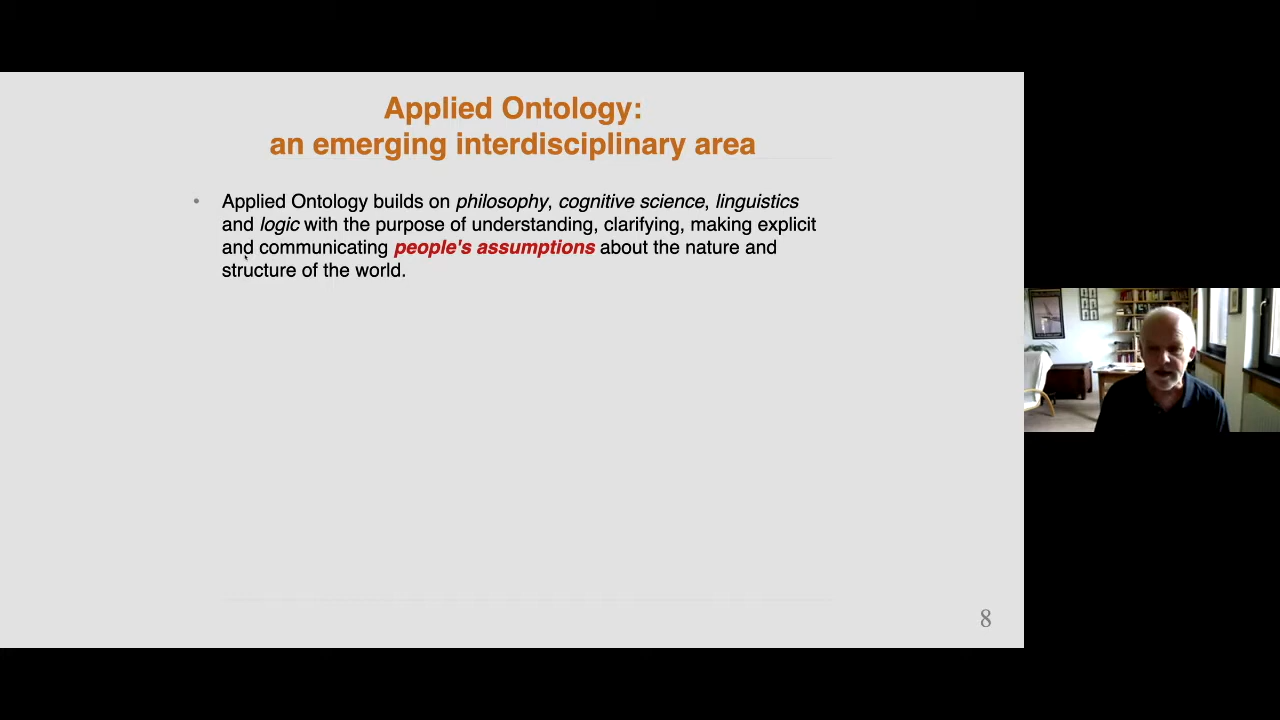 Applied Ontology:
an emerging interdisciplinary area
• Applied Ontology builds on philosophy, cognitive science, linguistics
and logic with the purpose of understanding, clarifying, making explicit
and communicating people's assumptions about the nature and
structure of the world.
8